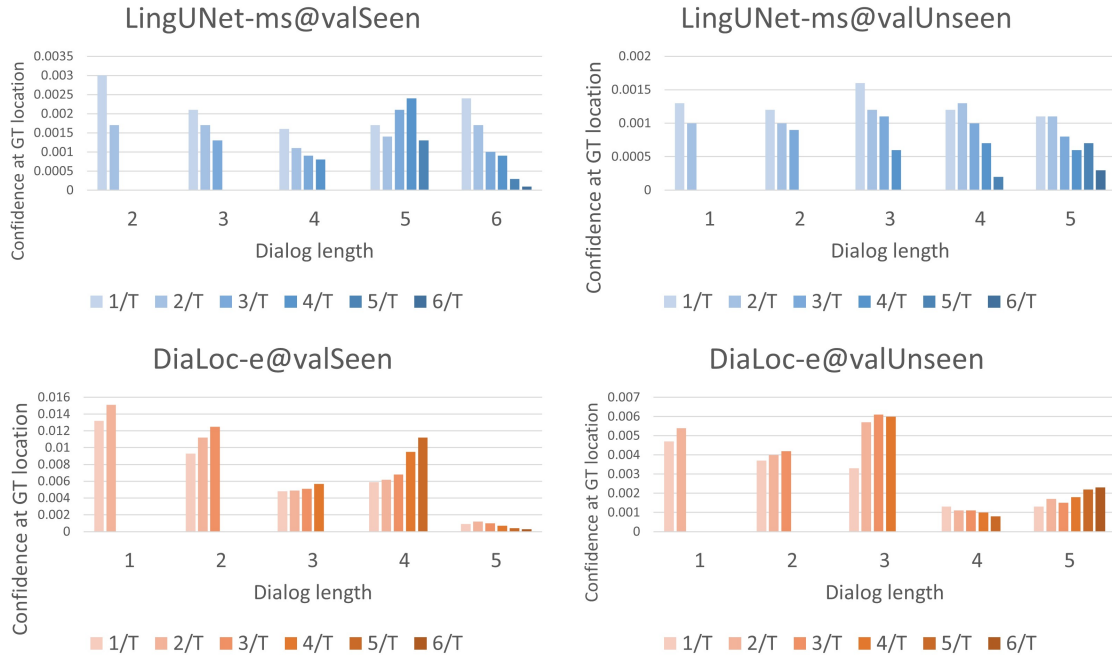 LingUNet-ms@valSeen
Confidence at GT location
0.0035
0.003
0.0025
0.002
0.0015
0.001
0.0005
0
2 3 4 5 6
Dialog length
1/T 2/T 3/T 4/T 5/T 6/T
LingUNet-ms@valUnseen
Confidence at GT location
0.002
0.0015
0.001
0.0005
0
1 2 3 4 5
Dialog length
1/T 2/T 3/T 4/T 5/T 6/T
DiaLoc-e@valSeen
Confidence at GT location
0.016
0.014
0.012
0.01
0.008
0.006
0.004
0.002
0
1 2 3 4 5
Dialog length
1/T 2/T 3/T 4/T 5/T 6/T
DiaLoc-e@valUnseen
Confidence at GT location
0.007
0.006
0.005
0.004
0.003
0.002
0.001
0
1 2 3 4 5
Dialog length
1/T 2/T 3/T 4/T 5/T 6/T